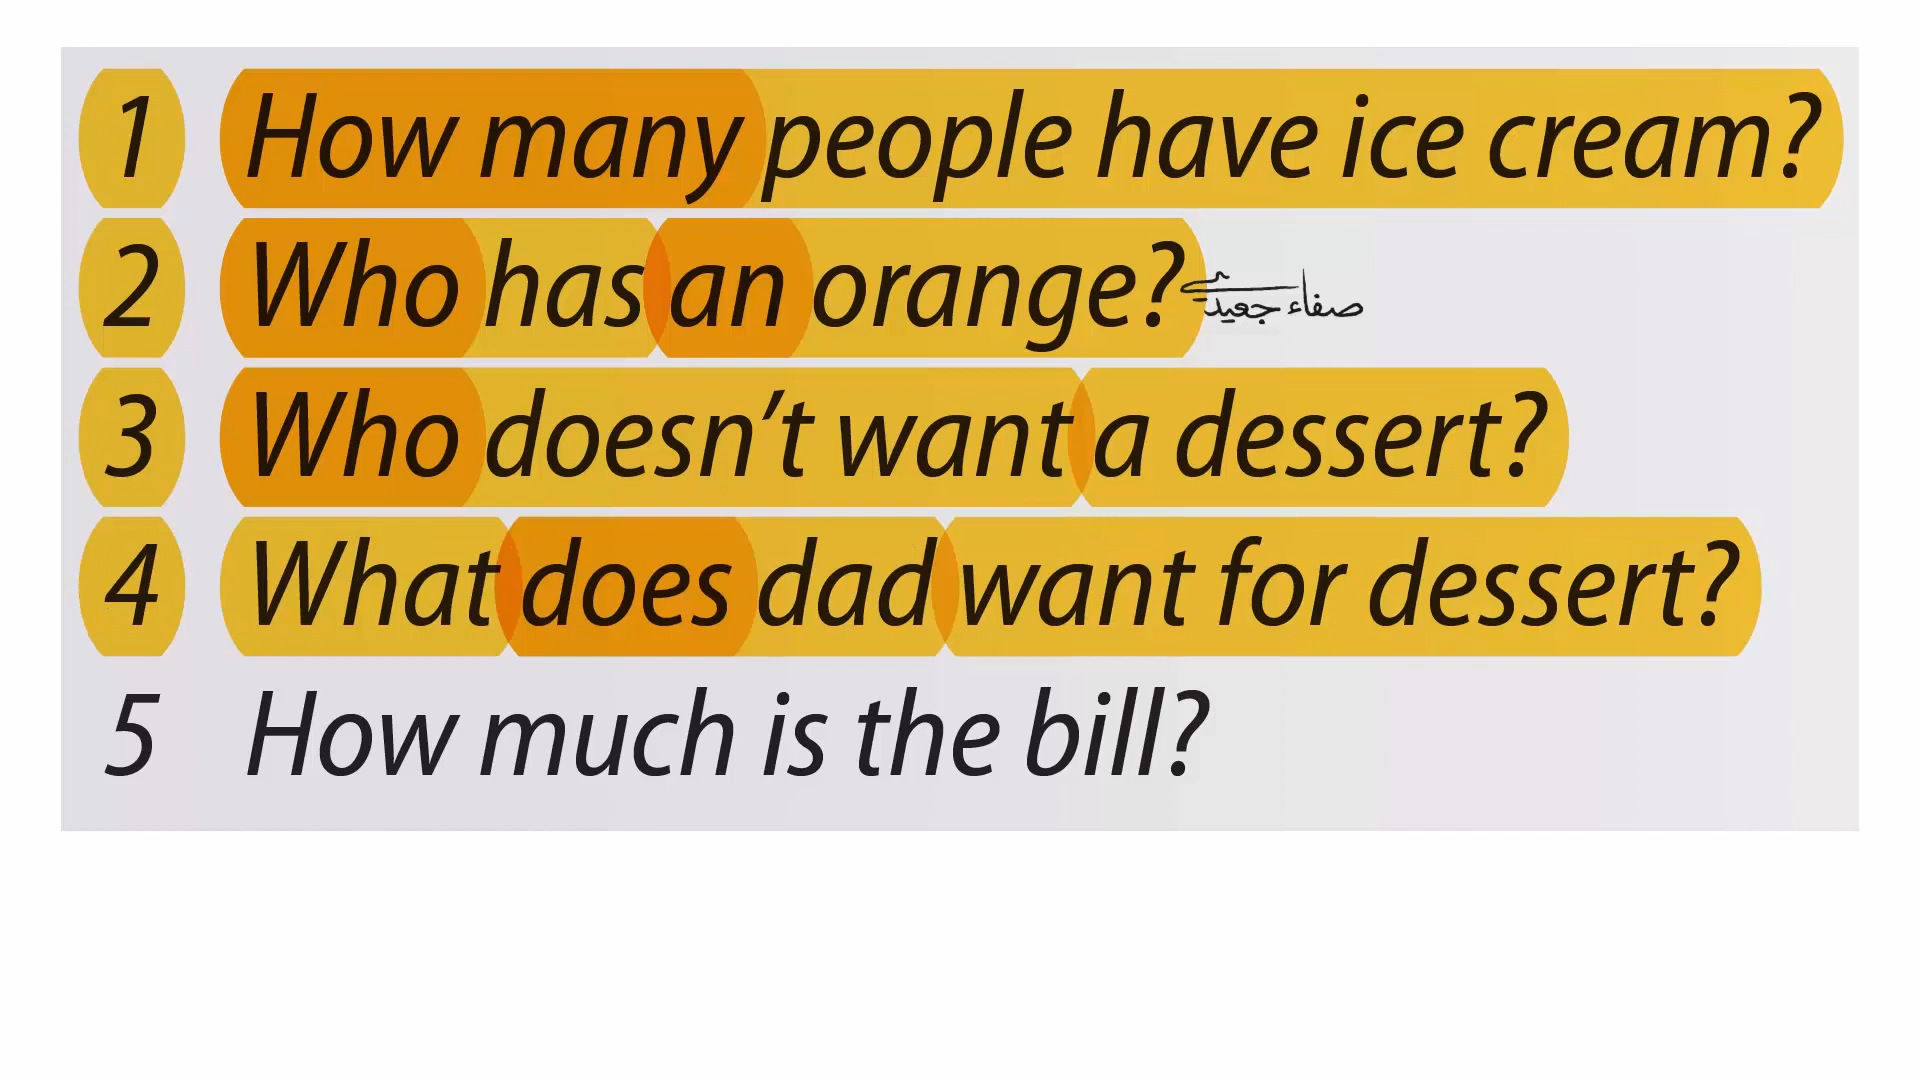 1 How many people have ice cream?
2 Who has an orange?
صفاء جعيدي
3 Who doesn’t want a dessert?
4 What does dad want for dessert?
5 How much is the bill?